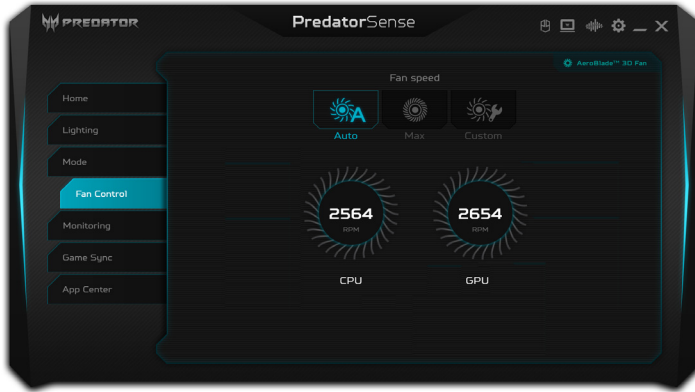 PREDATOR
PredatorSense
AeroBlade™ 3D Fan
Fan speed
Home
Lighting
Mode
Fan Control
Monitoring
Game Sync
App Center
A
Auto
Max
Custom
2564
RPM
2654
RPM
CPU
GPU